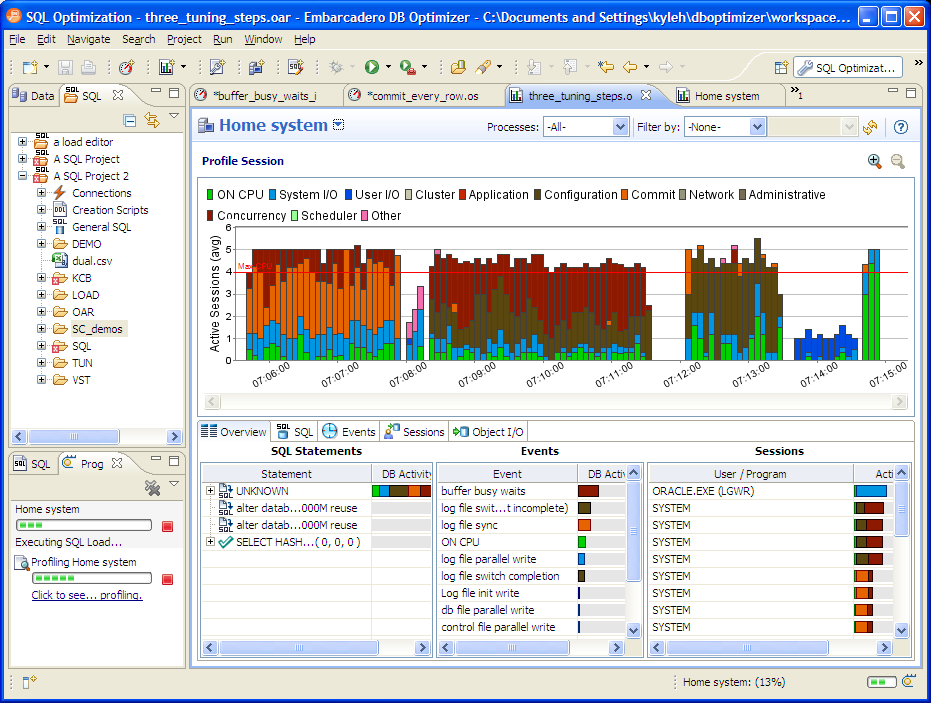 SQL Optimization - three_tuning_steps.oar - Embarcadero DB Optimizer - C:\Documents and Settings\kyleh\dboptimizer\workspace...
File Edit Navigate Search Project Run Window Help
SQL Optimizat...
Data SQL
*buffer_busy_waits_i *commit_every_row.os three_tuning_steps.o Home system 1
a load editor
A SQL Project
A SQL Project 2
Connections
Creation Scripts
General SQL
DEMO
dual.csv
KCB
LOAD
OAR
SC_demos
SQL
TUN
VST
Home system
Processes: -All- Filter by: -None-
Profile Session
ON CPU System I/O User I/O Cluster Application Configuration Commit Network Administrative
Concurrency Scheduler Other
Active Sessions (avg)
6
5
4
3
2
1
0
Max CPU
07:06:00 07:07:00 07:08:00 07:09:00 07:10:00 07:11:00 07:12:00 07:13:00 07:14:00 07:15:00
Overview SQL Events Sessions Object I/O
SQL Statements
Statement DB Activity
UNKNOWN
alter datab...000M reuse
alter datab...000M reuse
SELECT HASH...( 0, 0, 0 )
Events
Event DB Activ
buffer busy waits
log file swit...t incomplete)
log file sync
ON CPU
log file parallel write
log file switch completion
Log file init write
db file parallel write
control file parallel write
Sessions
User / Program Acti
ORACLE.EXE (LGWR)
SYSTEM
SYSTEM
SYSTEM
SYSTEM
SYSTEM
SYSTEM
SYSTEM
SYSTEM
SQL Prog
Home system
Executing SQL Load...
Profiling Home system
Click to see... profiling.
Home system: (13%)